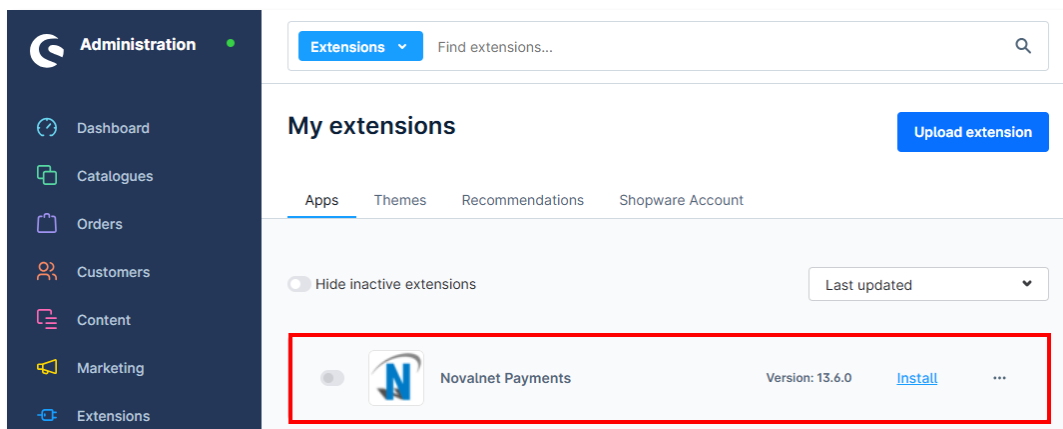 Administration
Extensions
Find extensions...
Dashboard
Catalogues
Orders
Customers
Content
Marketing
Extensions
My extensions
Upload extension
Apps Themes Recommendations Shopware Account
Hide inactive extensions
Last updated
N
Novalnet Payments Version: 13.6.0 Install